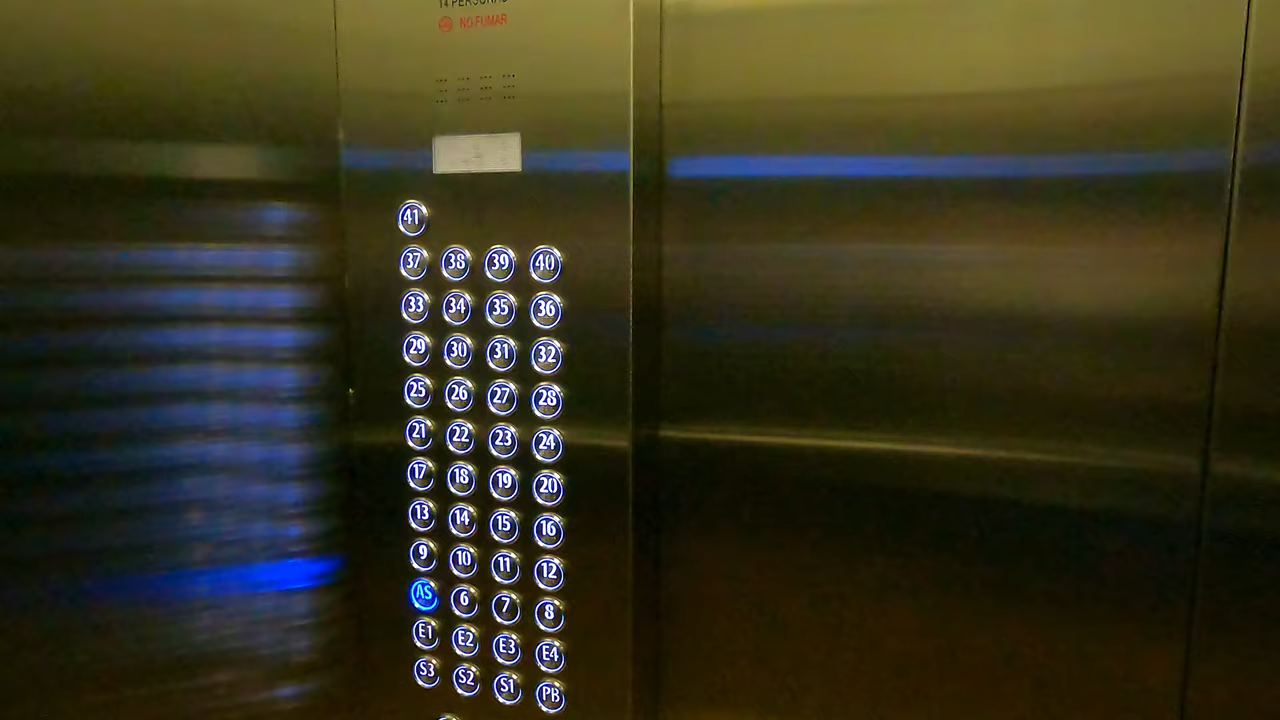 14 PERSONAS
NO FUMAR
41
37 38 39 40
33 34 35 36
29 30 31 32
25 26 27 28
21 22 23 24
17 18 19 20
13 14 15 16
9 10 11 12
AS 6 7 8
E1 E2 E3 E4
S3 S2 S1 PB